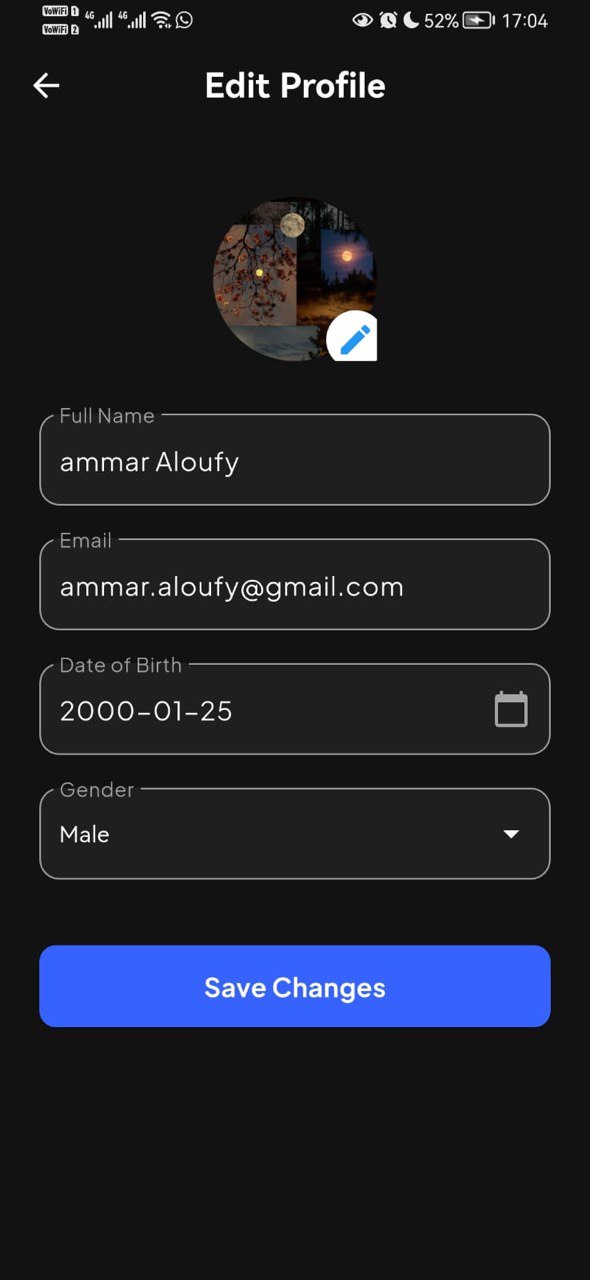 VoWiFi 1
VoWiFi 2
4G 4G 52% 17:04
Edit Profile
Full Name
ammar Aloufy
Email
ammar.aloufy@gmail.com
Date of Birth
2000-01-25
Gender
Male
Save Changes